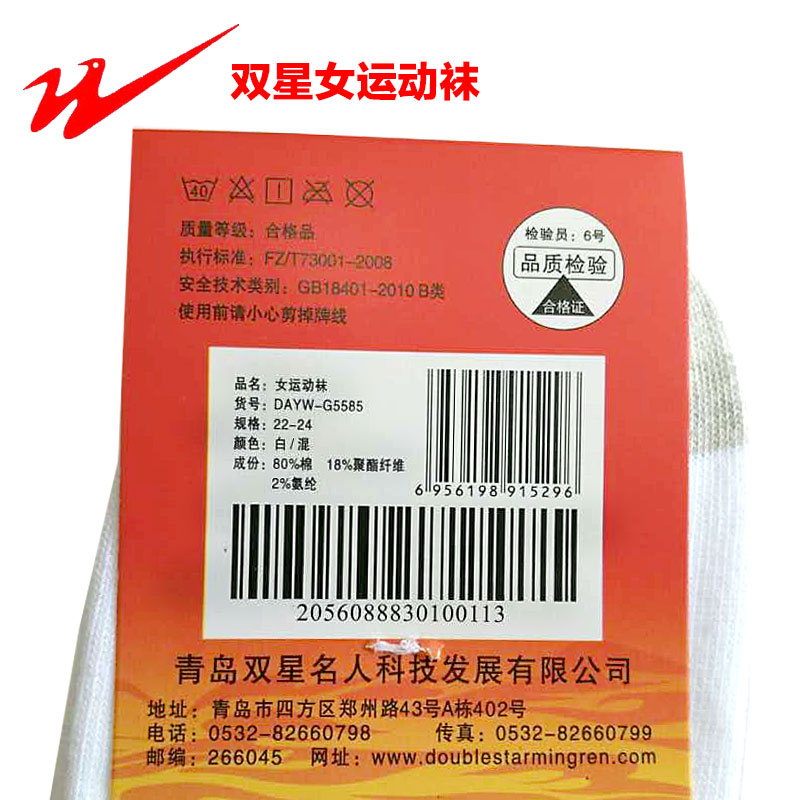 双星女运动袜
40
质量等级：合格品
执行标准：FZ/T73001-2008
安全技术类别：GB18401-2010 B类
使用前请小心剪掉牌线
检验员：6号
品质检验
合格证
品名：女运动袜
货号：DAYW-G5585
规格：22-24
颜色：白/混
成份：80%棉 18%聚酯纤维
2%氨纶
6 956198 915296
2056088830100113
青岛双星名人科技发展有限公司
地址：青岛市四方区郑州路43号A栋402号
电话：0532-82660798 传真：0532-82660799
邮编：266045 网址：www.doublestarmingren.com